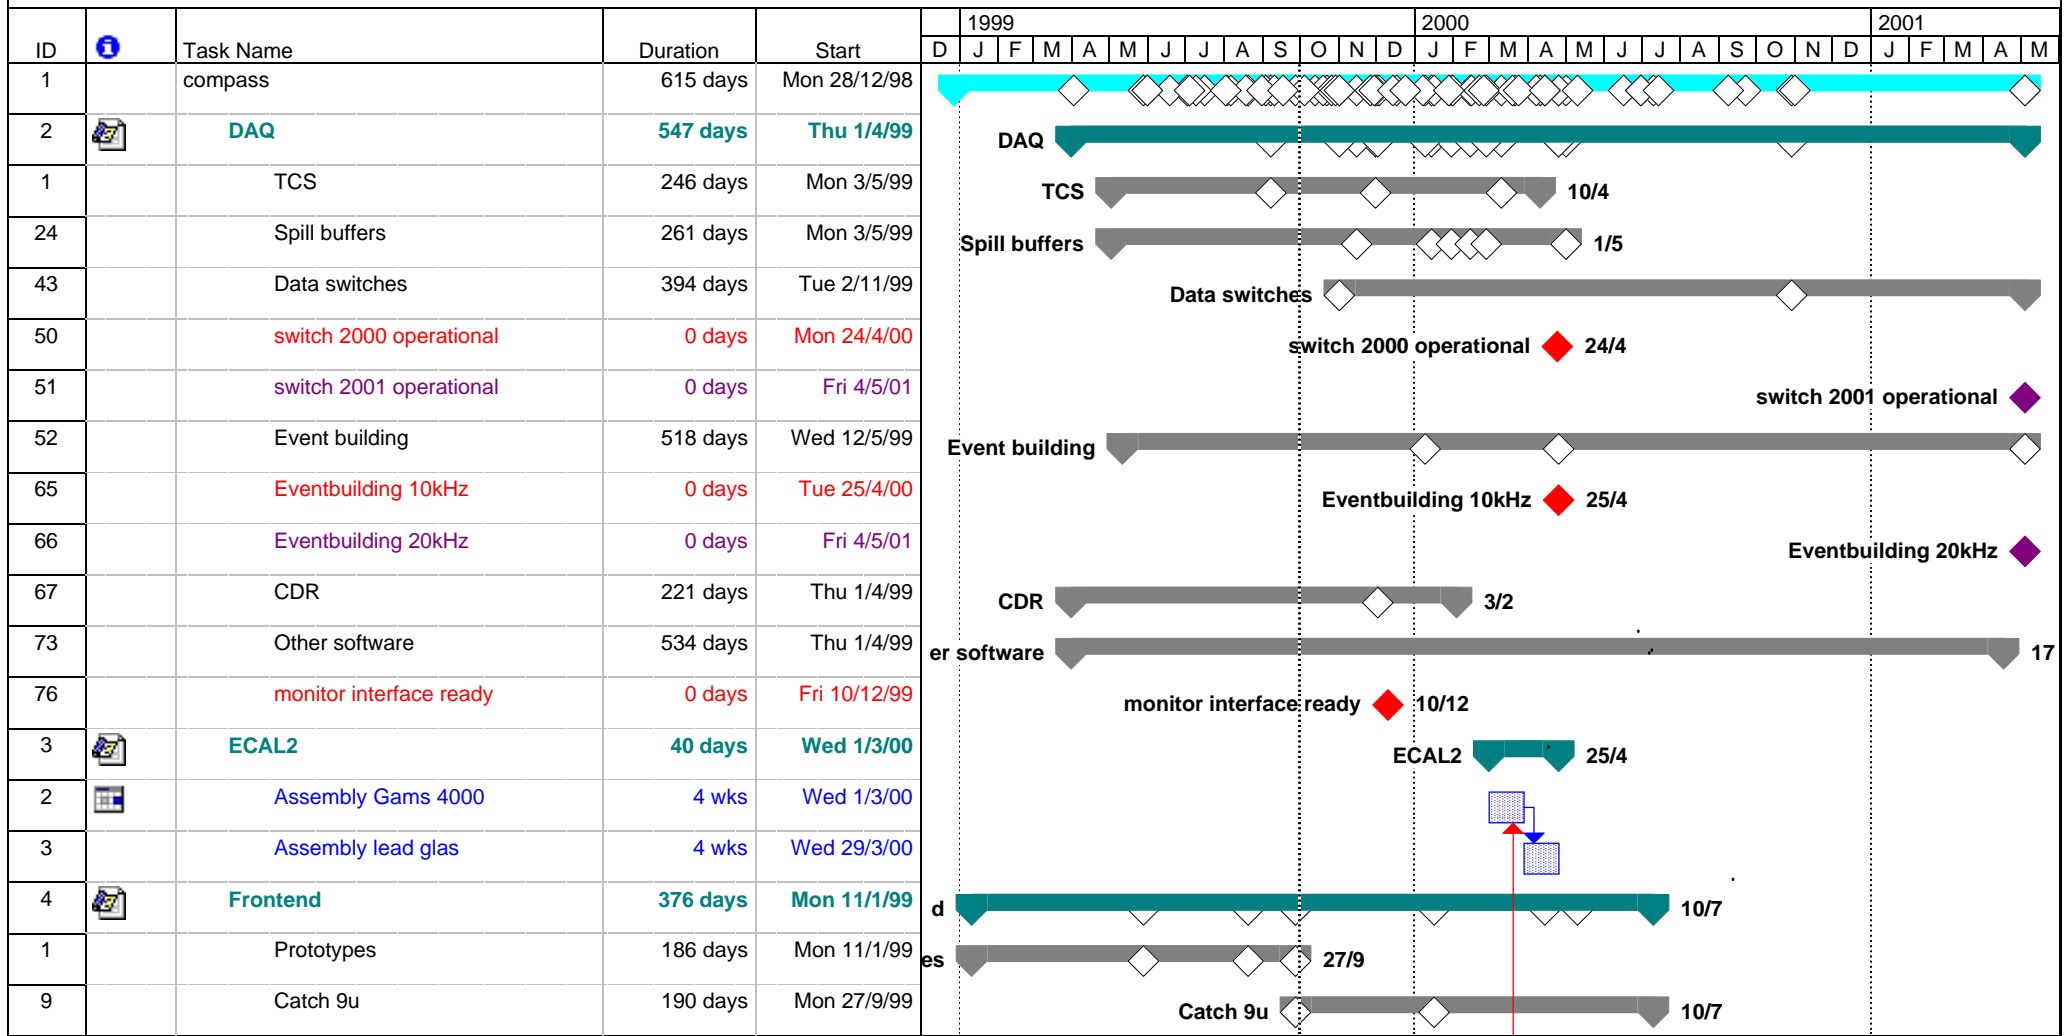 1999 2000 2001
ID Task Name Duration Start D J F M A M J J A S O N D J F M A M J J A S O N D J F M A M
1 compass 615 days Mon 28/12/98
2 DAQ 547 days Thu 1/4/99 DAQ
1 TCS 246 days Mon 3/5/99 TCS 10/4
24 Spill buffers 261 days Mon 3/5/99 Spill buffers 1/5
43 Data switches 394 days Tue 2/11/99 Data switches
50 switch 2000 operational 0 days Mon 24/4/00 switch 2000 operational 24/4
51 switch 2001 operational 0 days Fri 4/5/01 switch 2001 operational
52 Event building 518 days Wed 12/5/99 Event building
65 Eventbuilding 10kHz 0 days Tue 25/4/00 Eventbuilding 10kHz 25/4
66 Eventbuilding 20kHz 0 days Fri 4/5/01 Eventbuilding 20kHz
67 CDR 221 days Thu 1/4/99 CDR 3/2
73 Other software 534 days Thu 1/4/99 er software 17
76 monitor interface ready 0 days Fri 10/12/99 monitor interface ready 10/12
3 ECAL2 40 days Wed 1/3/00 ECAL2 25/4
2 Assembly Gams 4000 4 wks Wed 1/3/00
3 Assembly lead glas 4 wks Wed 29/3/00
4 Frontend 376 days Mon 11/1/99 d 10/7
1 Prototypes 186 days Mon 11/1/99 es 27/9
9 Catch 9u 190 days Mon 27/9/99 Catch 9u 10/7